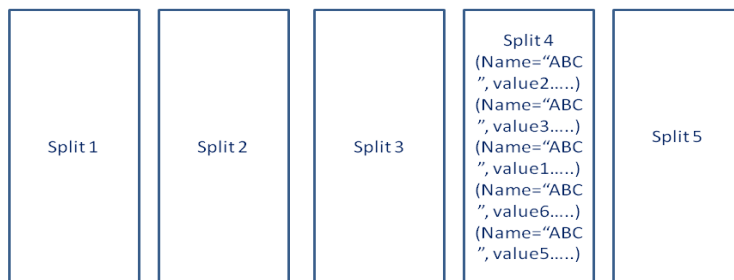 Split 1
Split 2
Split 3
Split 4
(Name=“ABC
”, value2.....)
(Name=“ABC
”, value3.....)
(Name=“ABC
”, value1.....)
(Name=“ABC
”, value6.....)
(Name=“ABC
”, value5.....)
Split 5